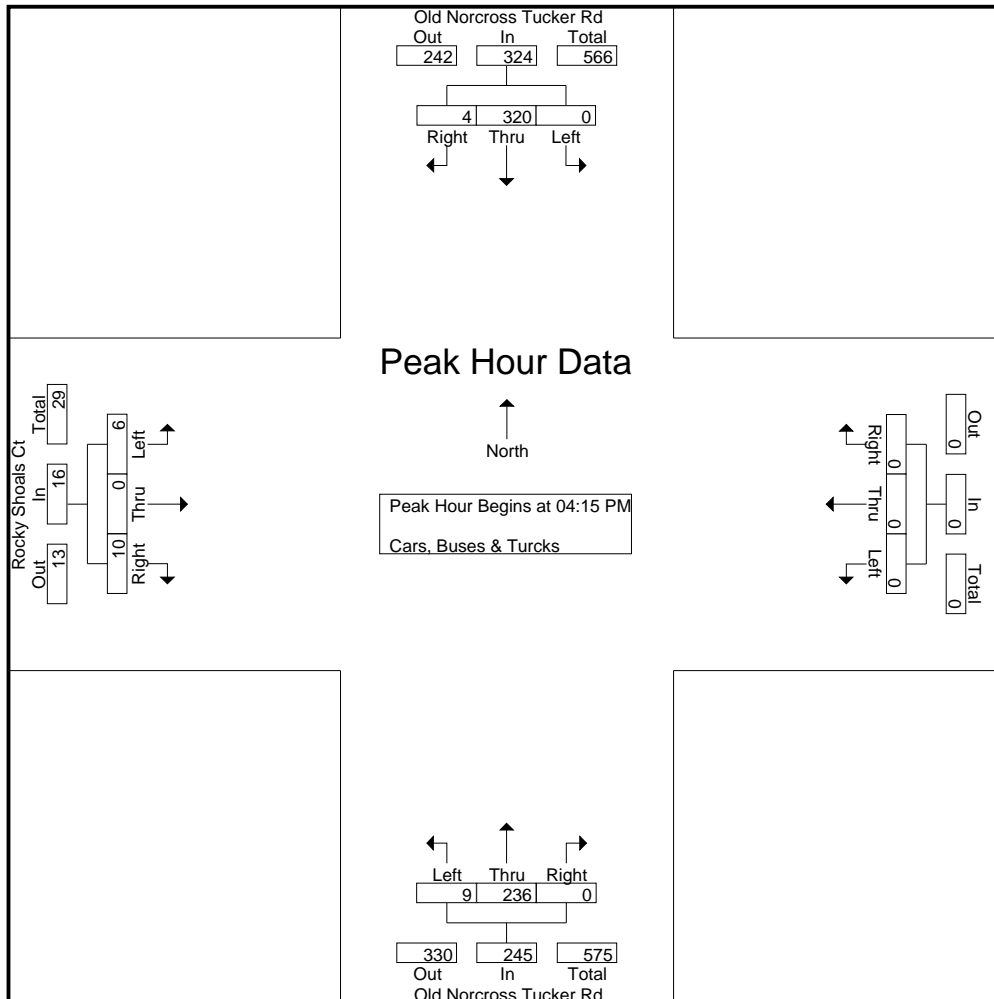 Old Norcross Tucker Rd
Out In Total
242 324 566
4 320 0
Right Thru Left
Peak Hour Data
North
Peak Hour Begins at 04:15 PM
Cars, Buses & Turcks
Rocky Shoals Ct
Total In Out
29 16 13
6 0 10
Left Thru Right
Out In Total
0 0 0
Right Thru Left
0 0 0
Left Thru Right
9 236 0
330 245 575
Out In Total
Old Norcross Tucker Rd